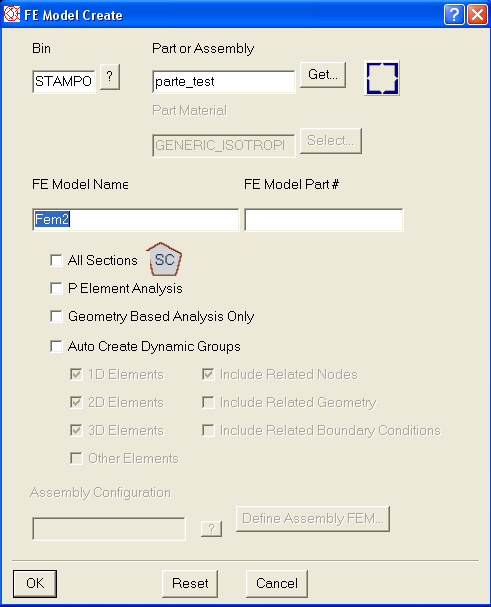 FE Model Create
Bin Part or Assembly
STAMPO ? parte_test Get...
Part Material
GENERIC_ISOTROPI Select...
FE Model Name FE Model Part #
Fem2
All Sections SC
P Element Analysis
Geometry Based Analysis Only
Auto Create Dynamic Groups
1D Elements Include Related Nodes
2D Elements Include Related Geometry
3D Elements Include Related Boundary Conditions
Other Elements
Assembly Configuration
? Define Assembly FEM...
OK Reset Cancel